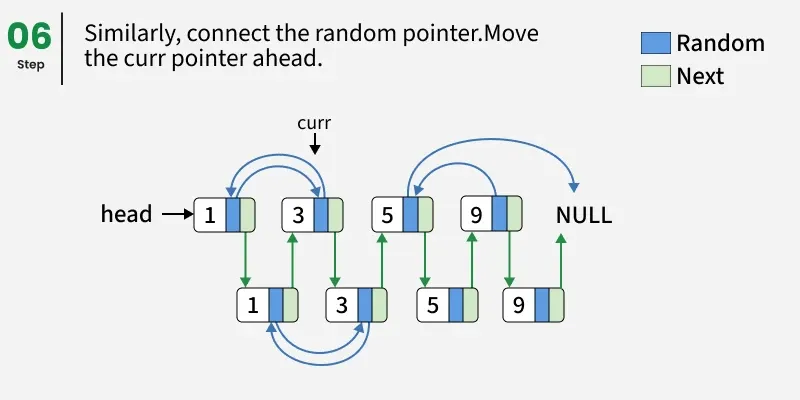 06
Step
Similarly, connect the random pointer.Move
the curr pointer ahead.
Random
Next
curr
head
1
3
5
9
NULL
1
3
5
9